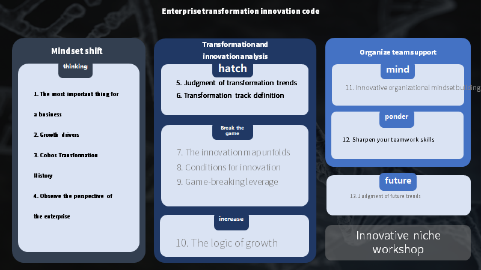 Enterprise transformation innovation code
Mindset shift
thinking
1. The most important thing for
a business
2. Growth drivers
3. Cohos Transformation
History
4. Observe the perspective of
the enterprise
Transformation and
innovation analysis
hatch
5. Judgment of transformation trends
6. Transformation track definition
Break the
game
7. The innovation map unfolds
8. Conditions for innovation
9. Game-breaking leverage
increase
10. The logic of growth
Organize team support
mind
11. Innovative organizational mindset building
ponder
12. Sharpen your teamwork skills
future
13. Judgment of future trends
Innovative niche
workshop